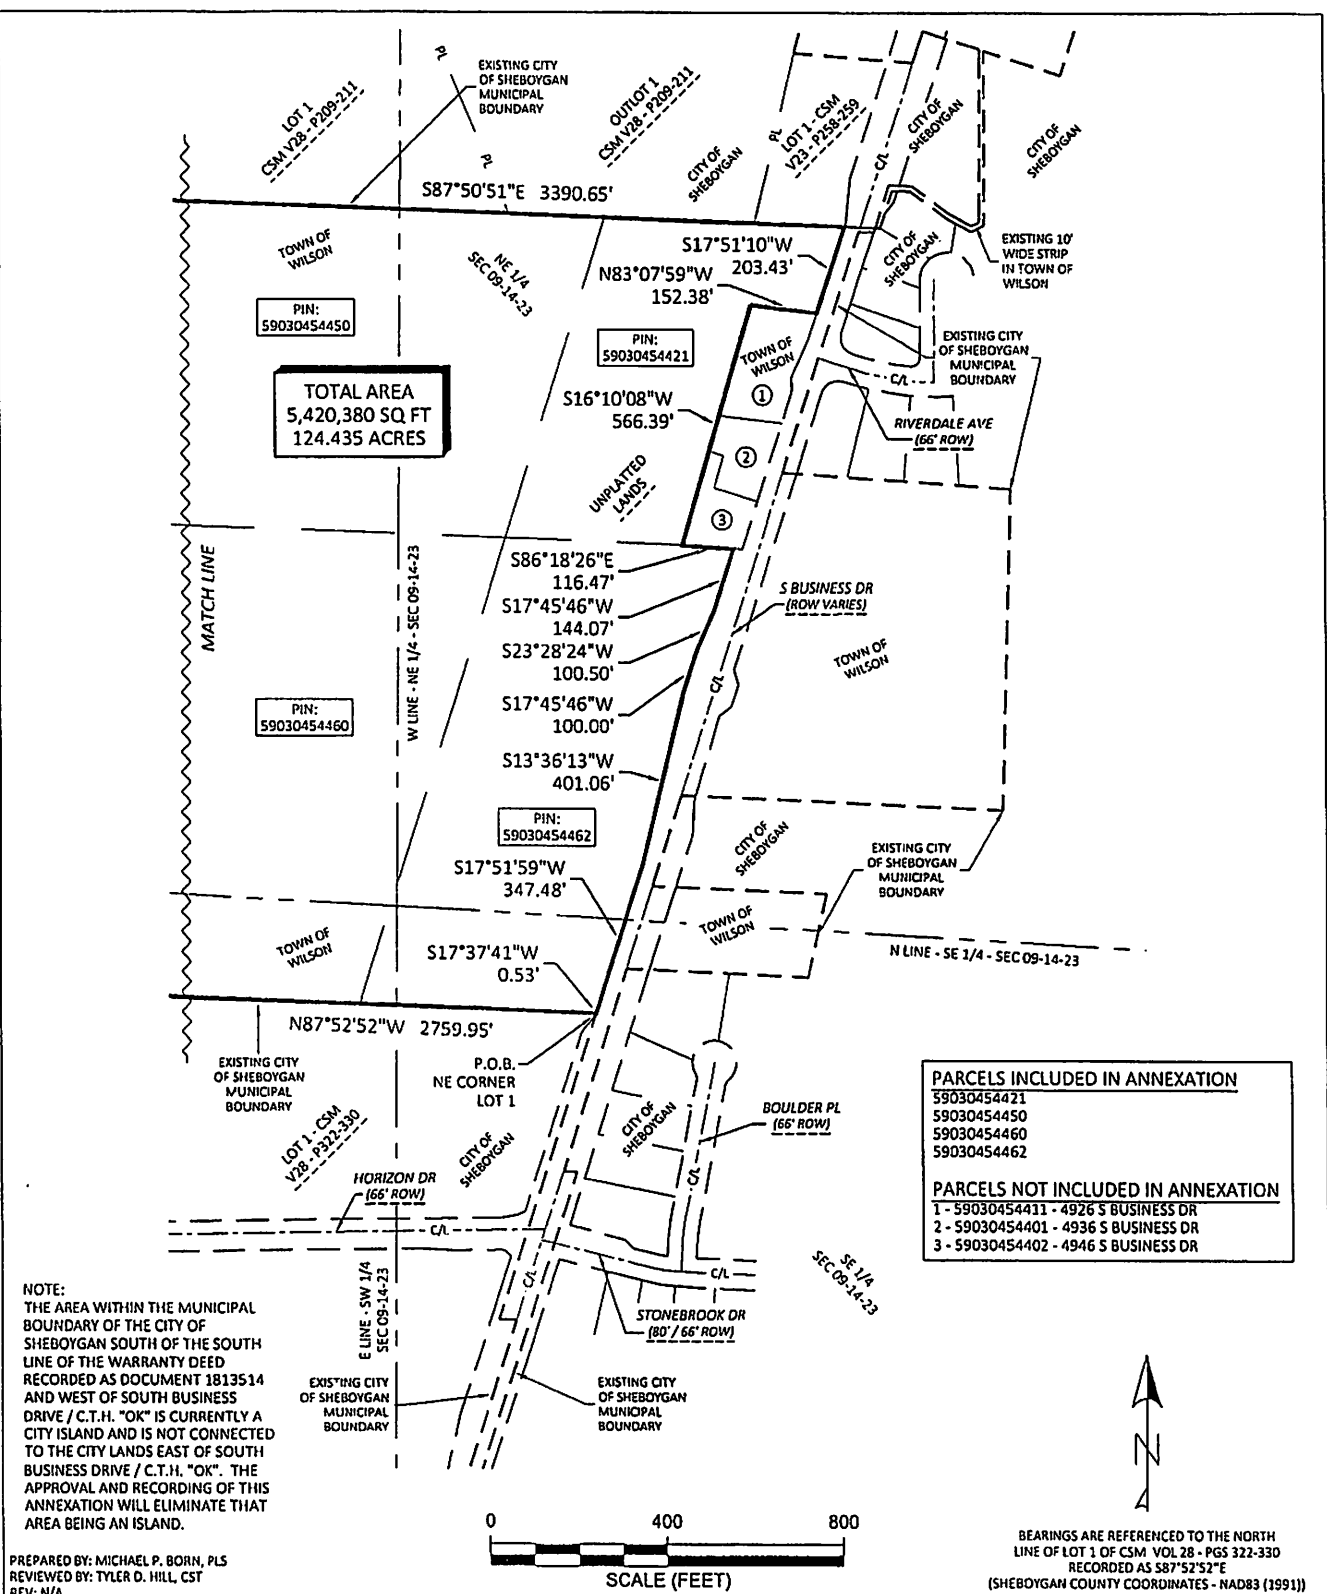 PL
EXISTING CITY
OF SHEBOYGAN
MUNICIPAL
BOUNDARY
LOT 1
CSM V28 - P209-211
PL
OUTLOT 1
CSM V28 - P209-211
CITY OF
SHEBOYGAN
PL
LOT 1 - CSM
V23 - P258-259
C/L
CITY OF
SHEBOYGAN
CITY OF
SHEBOYGAN
S87°50'51"E 3390.65'
TOWN OF
WILSON
NE 1/4
SEC 09-14-23
S17°51'10"W
203.43'
N83°07'59"W
152.38'
CITY OF
SHEBOYGAN
EXISTING 10'
WIDE STRIP
IN TOWN OF
WILSON
PIN:
59030454450
PIN:
59030454421
TOWN OF
WILSON
EXISTING CITY
OF SHEBOYGAN
MUNICIPAL
BOUNDARY
C/L
TOTAL AREA
5,420,380 SQ FT
124.435 ACRES
S16°10'08"W
566.39'
1
RIVERDALE AVE
(66' ROW)
2
UNPLATTED
LANDS
3
MATCH LINE
W LINE - NE 1/4 - SEC 09-14-23
S86°18'26"E
116.47'
S17°45'46"W
144.07'
S23°28'24"W
100.50'
S17°45'46"W
100.00'
S13°36'13"W
401.06'
S BUSINESS DR
(ROW VARIES)
TOWN OF
WILSON
C/L
PIN:
59030454460
PIN:
59030454462
CITY OF
SHEBOYGAN
EXISTING CITY
OF SHEBOYGAN
MUNICIPAL
BOUNDARY
S17°51'59"W
347.48'
TOWN OF
WILSON
TOWN OF
WILSON
N LINE - SE 1/4 - SEC 09-14-23
S17°37'41"W
0.53'
N87°52'52"W 2759.95'
EXISTING CITY
OF SHEBOYGAN
MUNICIPAL
BOUNDARY
P.O.B.
NE CORNER
LOT 1
LOT 1 - CSM
V28 - P322-330
CITY OF
SHEBOYGAN
CITY OF
SHEBOYGAN
BOULDER PL
(66' ROW)
C/L
PARCELS INCLUDED IN ANNEXATION
59030454421
59030454450
59030454460
59030454462
PARCELS NOT INCLUDED IN ANNEXATION
1 - 59030454411 - 4926 S BUSINESS DR
2 - 59030454401 - 4936 S BUSINESS DR
3 - 59030454402 - 4946 S BUSINESS DR
HORIZON DR
(66' ROW)
C/L
C/L
C/L
SE 1/4
SEC 09-14-23
E LINE - SW 1/4
SEC 09-14-23
STONEBROOK DR
(80' / 66' ROW)
EXISTING CITY
OF SHEBOYGAN
MUNICIPAL
BOUNDARY
EXISTING CITY
OF SHEBOYGAN
MUNICIPAL
BOUNDARY
NOTE:
THE AREA WITHIN THE MUNICIPAL
BOUNDARY OF THE CITY OF
SHEBOYGAN SOUTH OF THE SOUTH
LINE OF THE WARRANTY DEED
RECORDED AS DOCUMENT 1813514
AND WEST OF SOUTH BUSINESS
DRIVE / C.T.H. "OK" IS CURRENTLY A
CITY ISLAND AND IS NOT CONNECTED
TO THE CITY LANDS EAST OF SOUTH
BUSINESS DRIVE / C.T.H. "OK". THE
APPROVAL AND RECORDING OF THIS
ANNEXATION WILL ELIMINATE THAT
AREA BEING AN ISLAND.
N
0 400 800
SCALE (FEET)
BEARINGS ARE REFERENCED TO THE NORTH
LINE OF LOT 1 OF CSM VOL 28 - PGS 322-330
RECORDED AS S87°52'52"E
(SHEBOYGAN COUNTY COORDINATES - NAD83 (1991))
PREPARED BY: MICHAEL P. BORN, PLS
REVIEWED BY: TYLER D. HILL, CST
REV: N/A